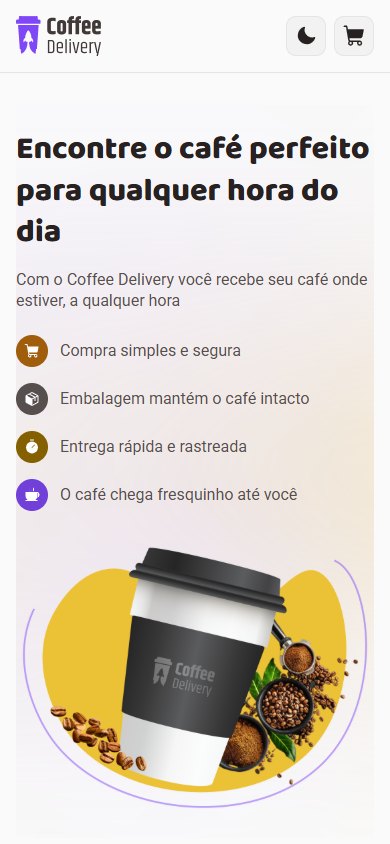 Coffee
Delivery
Encontre o café perfeito
para qualquer hora do
dia
Com o Coffee Delivery você recebe seu café onde
estiver, a qualquer hora
Compra simples e segura
Embalagem mantém o café intacto
Entrega rápida e rastreada
O café chega fresquinho até você
Coffee
Delivery